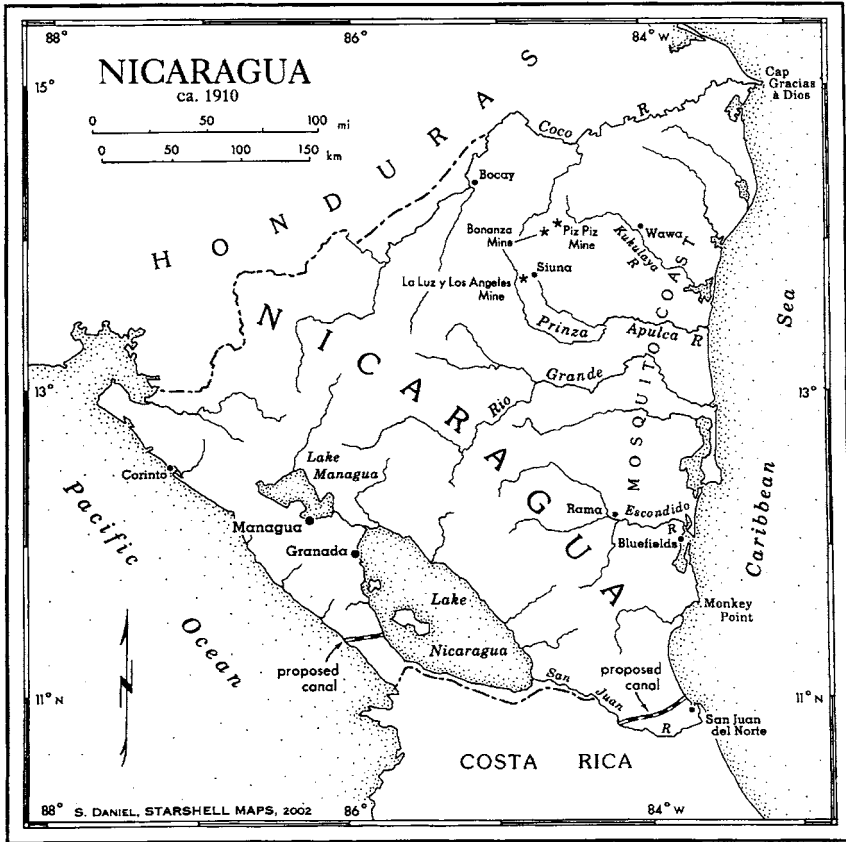 88°
86°
84° W
NICARAGUA
ca. 1910
0 50 100 mi
0 50 100 150 km
15°
15°
Cap
Gracias
à Dios
HONDURAS
Coco R
Bocay
Bonanza
Mine
Piz Piz
Mine
Wawa
Kukulaya
R
La Luz y Los Angeles
Mine
Siuna
Prinza Apulca R
MOSQUITO COAST
Caribbean Sea
NICARAGUA
13°
13°
Rio Grande
Lake
Managua
Corinto
Managua
Granada
Rama
Escondido
R
Bluefields
Pacific Ocean
Lake
Nicaragua
Monkey
Point
proposed
canal
proposed
canal
N
11° N
11° N
San Juan R
San Juan
del Norte
COSTA RICA
88°
S. DANIEL, STARSHELL MAPS, 2002
86°
84° W